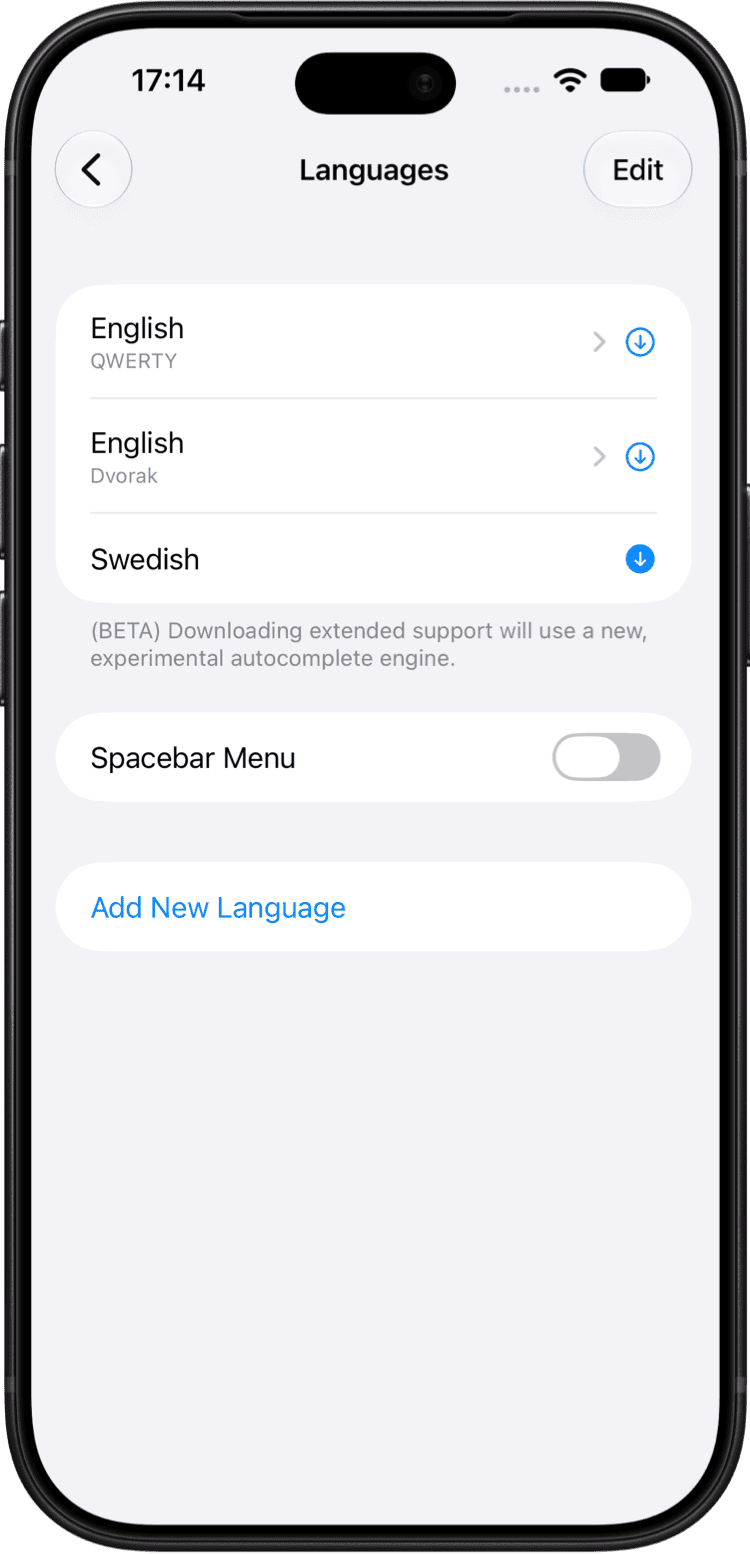 17:14
Languages
Edit
English
QWERTY
English
Dvorak
Swedish
(BETA) Downloading extended support will use a new,
experimental autocomplete engine.
Spacebar Menu
Add New Language